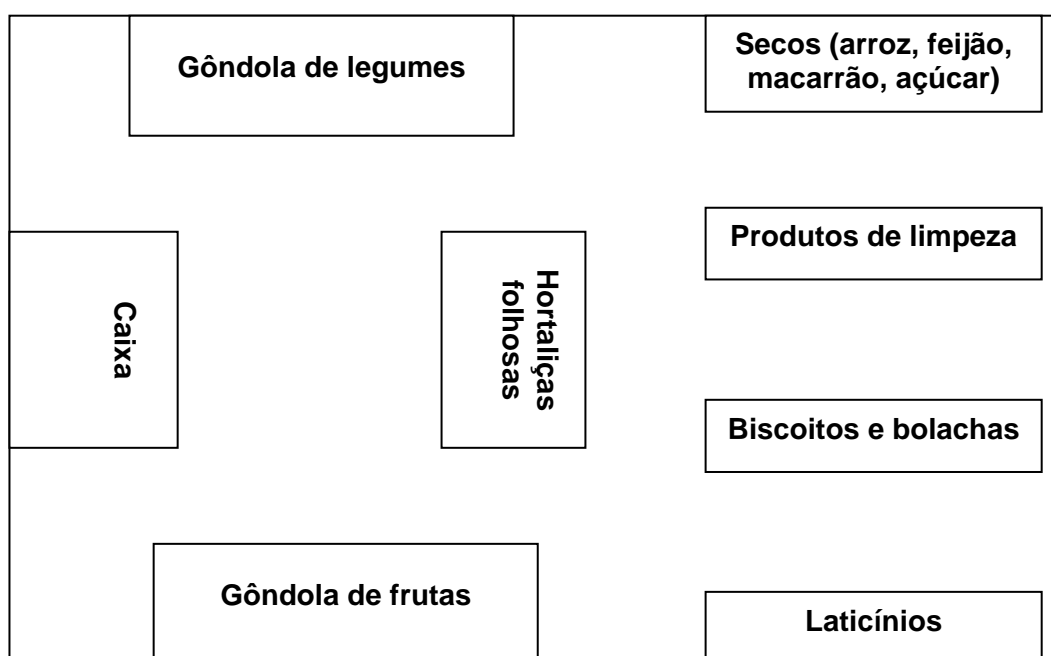 Gôndola de legumes
Secos (arroz, feijão,
macarrão, açúcar)
Produtos de limpeza
Caixa
Hortaliças
folhosas
Biscoitos e bolachas
Gôndola de frutas
Laticínios